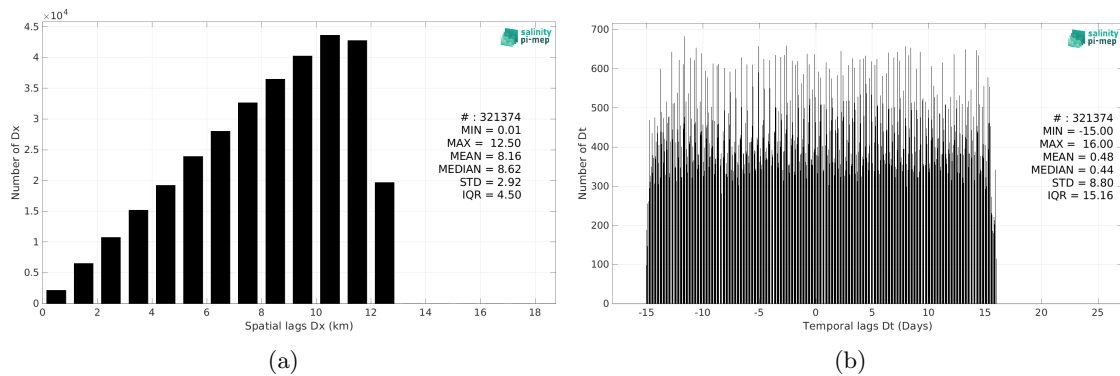 ×10⁴
4.5
4
3.5
3
2.5
2
1.5
1
0.5
0
Number of Dx
salinity
pi-mep
# : 321374
MIN = 0.01
MAX = 12.50
MEAN = 8.16
MEDIAN = 8.62
STD = 2.92
IQR = 4.50
0 2 4 6 8 10 12 14 16 18
Spatial lags Dx (km)
(a)
700
600
500
400
300
200
100
0
Number of Dt
salinity
pi-mep
# : 321374
MIN = -15.00
MAX = 16.00
MEAN = 0.48
MEDIAN = 0.44
STD = 8.80
IQR = 15.16
-15 -10 -5 0 5 10 15 20 25
Temporal lags Dt (Days)
(b)